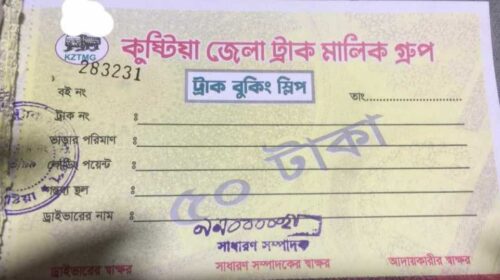 কুষ্টিয়া জেলা ট্রাক মালিক গ্রুপ
KZTMG
283231
ট্রাক বুকিং স্লিপ
বই নং
তাং
ট্রাক নং :
ভাড়ার পরিমাণ :
পয়েন্ট :
৫০ টাকা
স্থল :
ড্রাইভারের নাম :
সাধারণ সম্পাদক
ড্রাইভারের স্বাক্ষর সাধারণ সম্পাদকের স্বাক্ষর আদায়কারীর স্বাক্ষর